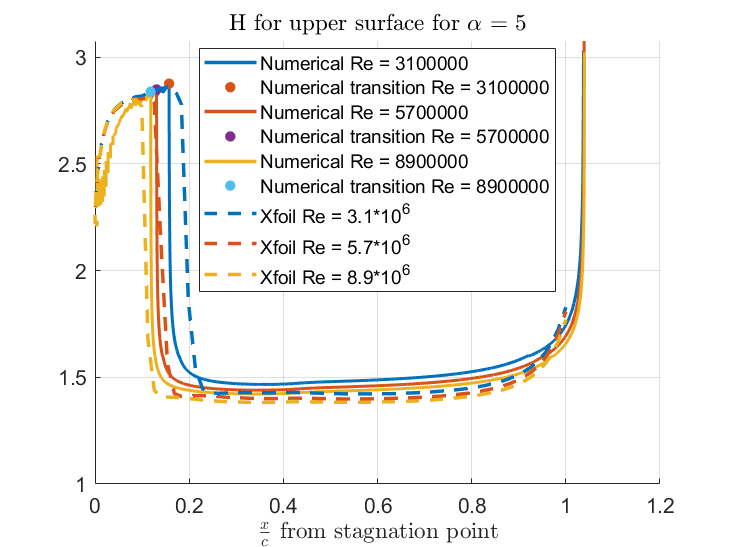 H for upper surface for α = 5
3
2.5
2
1.5
1
Numerical Re = 3100000
Numerical transition Re = 3100000
Numerical Re = 5700000
Numerical transition Re = 5700000
Numerical Re = 8900000
Numerical transition Re = 8900000
Xfoil Re = 3.1*10^6
Xfoil Re = 5.7*10^6
Xfoil Re = 8.9*10^6
0 0.2 0.4 0.6 0.8 1 1.2
x/c from stagnation point